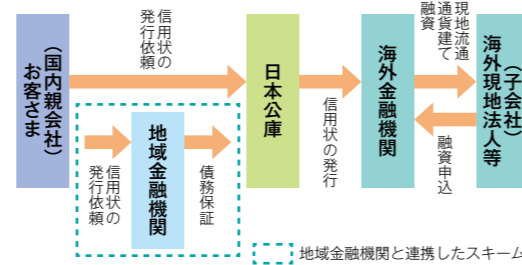 お客さま
（国内親会社）
信用状の
発行依頼
信用状の
発行依頼
地域金融機関
債務保証
日本公庫
信用状の発行
海外金融機関
現地流通
通貨建て
融資
融資申込
海外現地法人等
（子会社）
地域金融機関と連携したスキーム